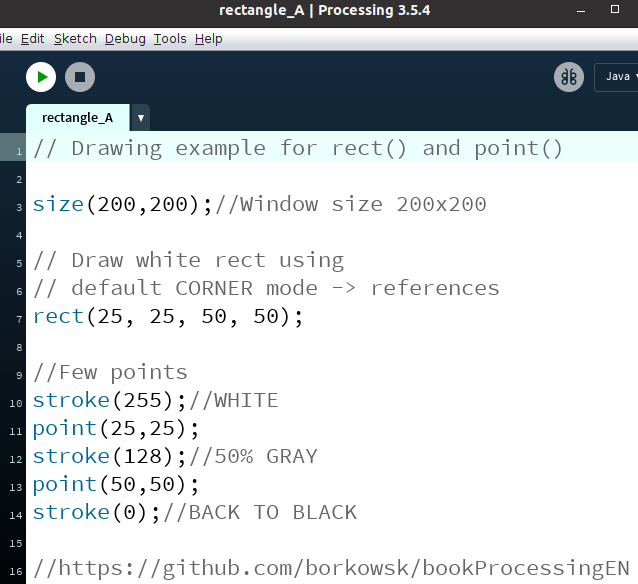 rectangle_A | Processing 3.5.4
ile Edit Sketch Debug Tools Help
Java
rectangle_A
1 // Drawing example for rect() and point()
2
3 size(200,200);//Window size 200x200
4
5 // Draw white rect using
6 // default CORNER mode -> references
7 rect(25, 25, 50, 50);
8
9 //Few points
10 stroke(255);//WHITE
11 point(25,25);
12 stroke(128);//50% GRAY
13 point(50,50);
14 stroke(0);//BACK TO BLACK
15
16 //https://github.com/borkowsk/bookProcessingEN